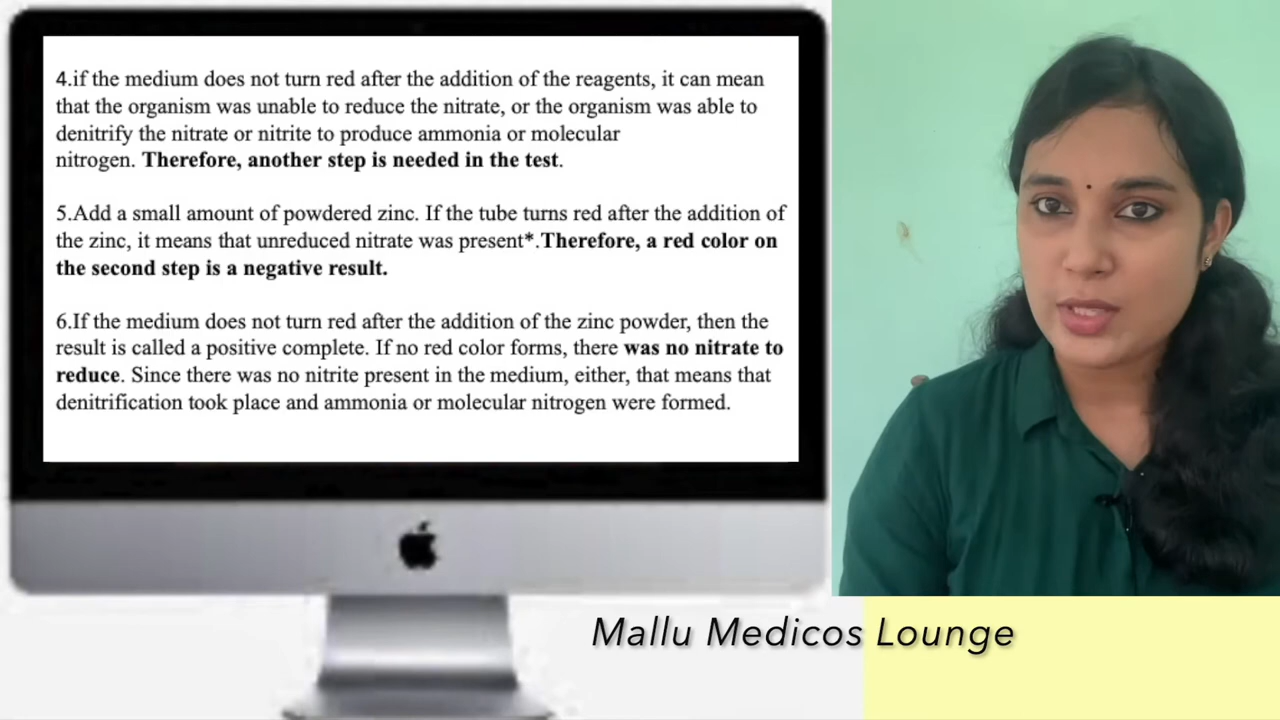 4.if the medium does not turn red after the addition of the reagents, it can mean
that the organism was unable to reduce the nitrate, or the organism was able to
denitrify the nitrate or nitrite to produce ammonia or molecular
nitrogen. Therefore, another step is needed in the test.
5.Add a small amount of powdered zinc. If the tube turns red after the addition of
the zinc, it means that unreduced nitrate was present*.Therefore, a red color on
the second step is a negative result.
6.If the medium does not turn red after the addition of the zinc powder, then the
result is called a positive complete. If no red color forms, there was no nitrate to
reduce. Since there was no nitrite present in the medium, either, that means that
denitrification took place and ammonia or molecular nitrogen were formed.
Mallu Medicos Lounge